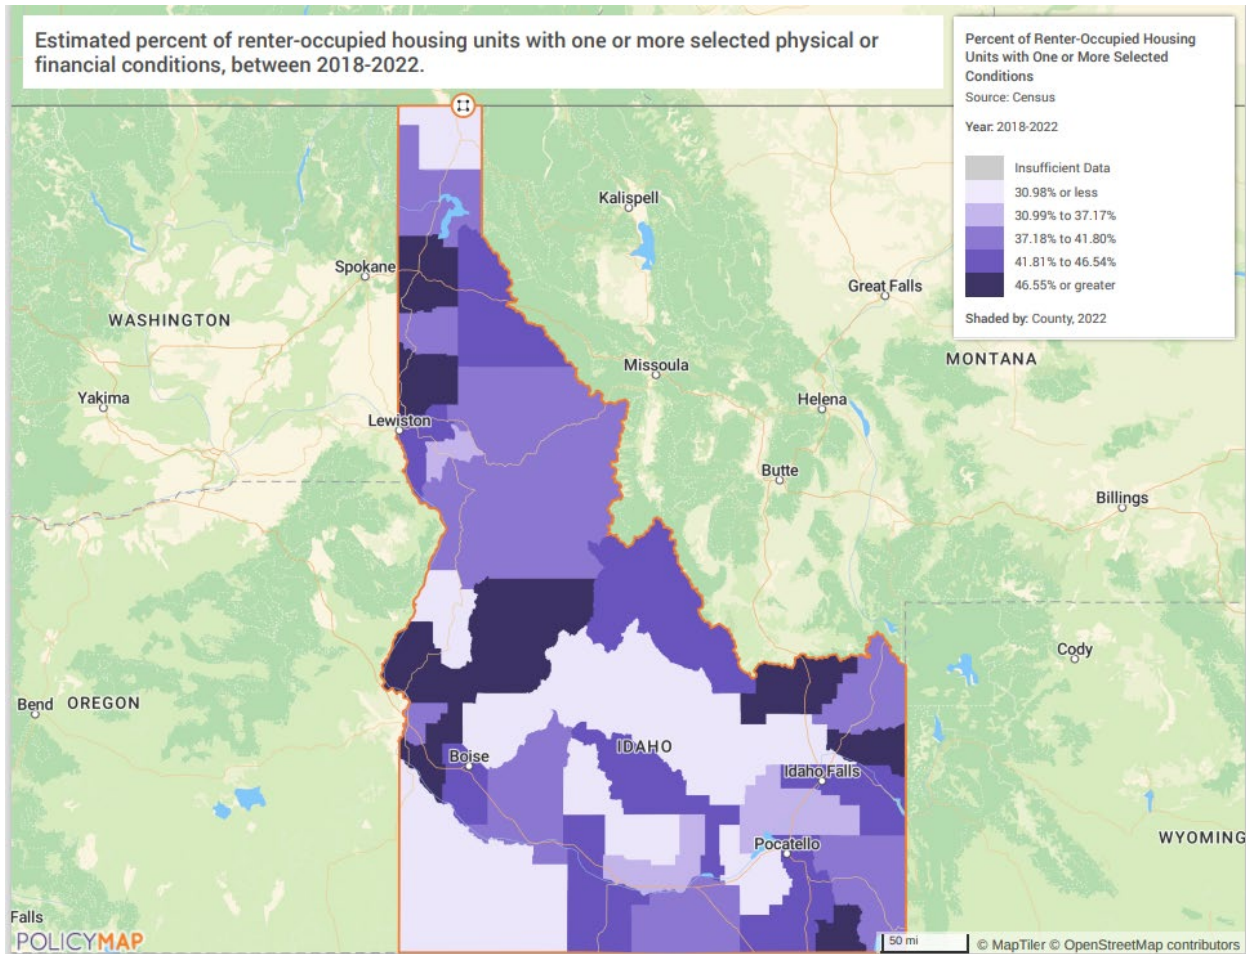 Estimated percent of renter-occupied housing units with one or more selected physical or
financial conditions, between 2018-2022.
Percent of Renter-Occupied Housing
Units with One or More Selected
Conditions
Source: Census
Year: 2018-2022
Insufficient Data
30.98% or less
30.99% to 37.17%
37.18% to 41.80%
41.81% to 46.54%
46.55% or greater
Shaded by: County, 2022
Kalispell
Spokane
Great Falls
WASHINGTON
MONTANA
Missoula
Yakima
Helena
Lewiston
Butte
Billings
Cody
Bend
OREGON
IDAHO
Boise
Idaho Falls
WYOMING
Pocatello
Falls
POLICYMAP
50 mi
© MapTiler © OpenStreetMap contributors